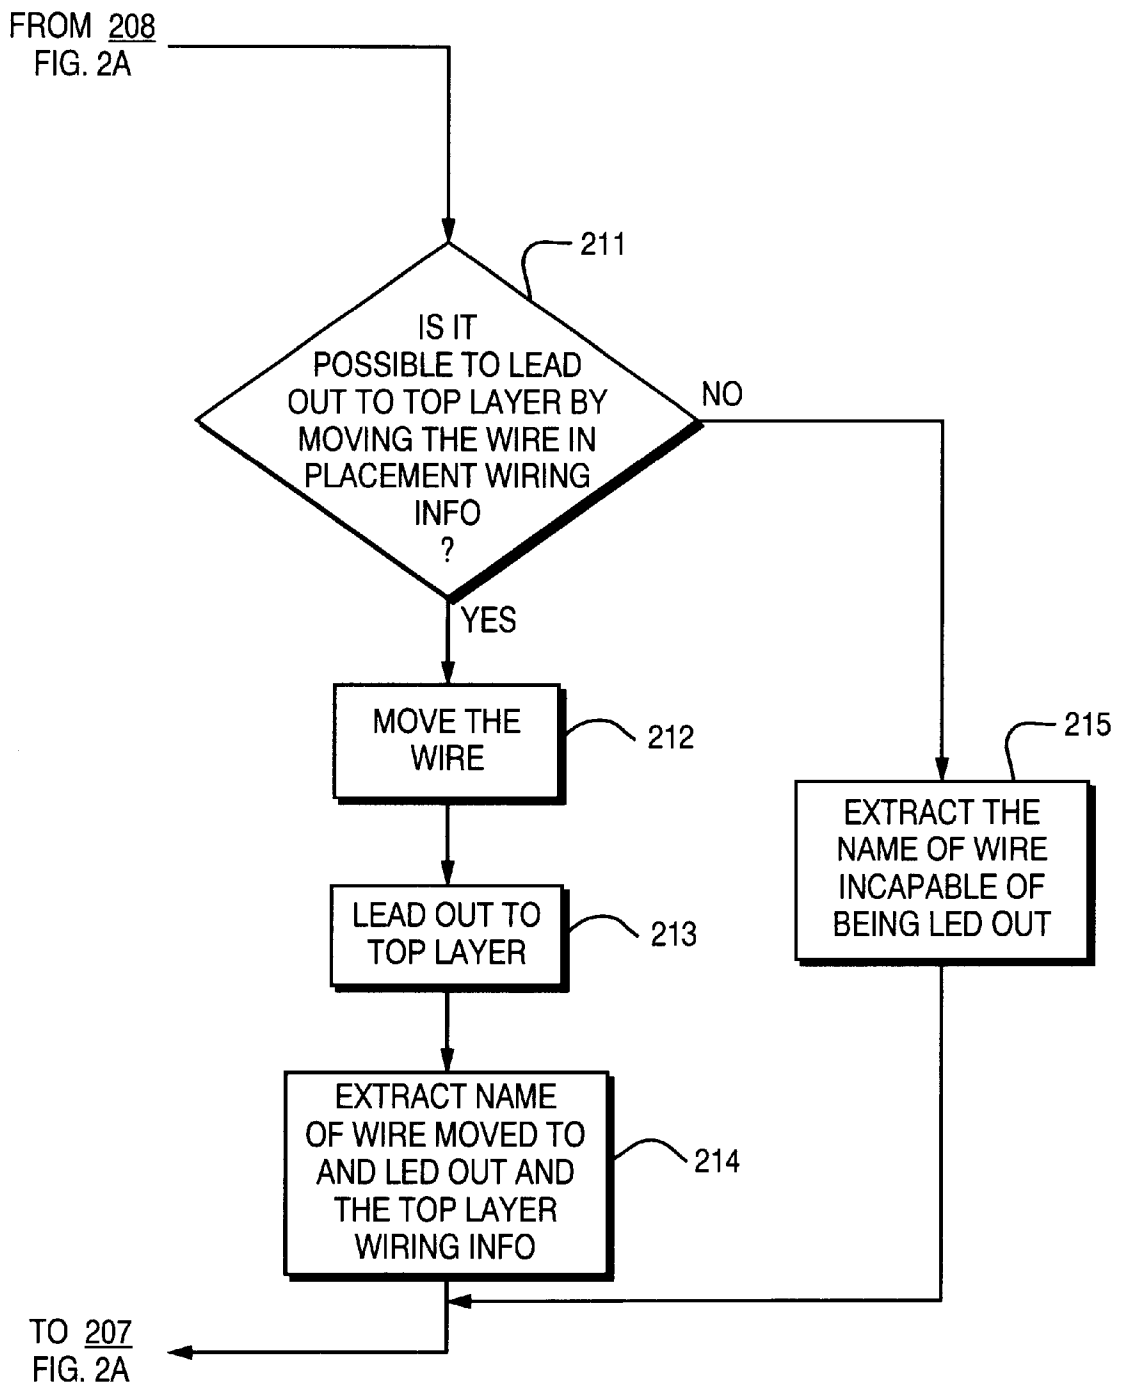 FROM 208
FIG. 2A
211
IS IT
POSSIBLE TO LEAD
OUT TO TOP LAYER BY
MOVING THE WIRE IN
PLACEMENT WIRING
INFO
?
NO
YES
MOVE THE
WIRE
212
215
EXTRACT THE
NAME OF WIRE
INCAPABLE OF
BEING LED OUT
LEAD OUT TO
TOP LAYER
213
EXTRACT NAME
OF WIRE MOVED TO
AND LED OUT AND
THE TOP LAYER
WIRING INFO
214
TO 207
FIG. 2A